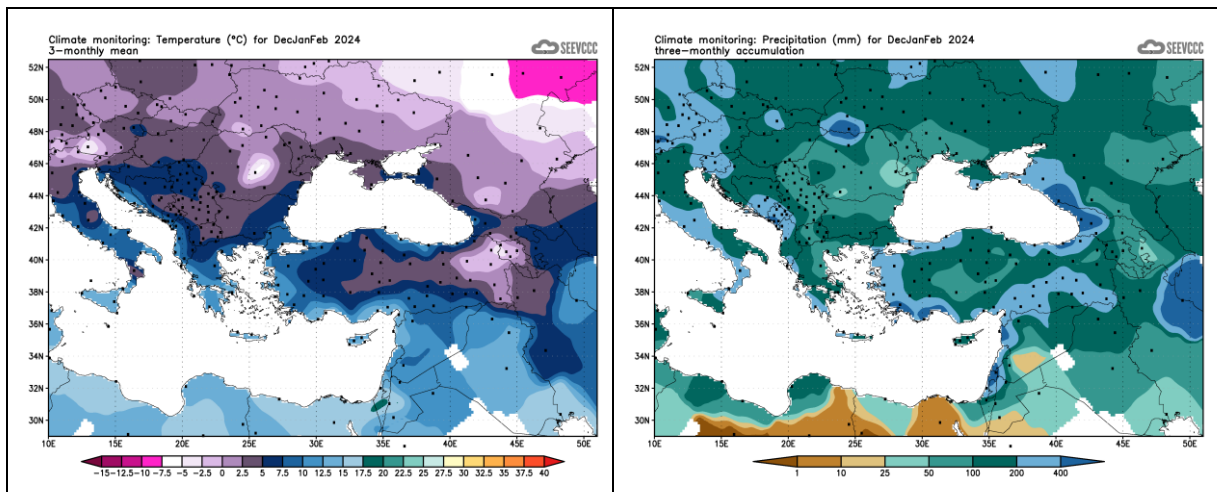 Climate monitoring: Temperature (°C) for DecJanFeb 2024
3-monthly mean
SEEVCCC
52N
50N
48N
46N
44N
42N
40N
38N
36N
34N
32N
30N
10E 15E 20E 25E 30E 35E 40E 45E 50E
-15 -12.5 -10 -7.5 -5 -2.5 0 2.5 5 7.5 10 12.5 15 17.5 20 22.5 25 27.5 30 32.5 35 37.5 40
Climate monitoring: Precipitation (mm) for DecJanFeb 2024
three-monthly accumulation
SEEVCCC
52N
50N
48N
46N
44N
42N
40N
38N
36N
34N
32N
30N
10E 15E 20E 25E 30E 35E 40E 45E 50E
1 10 25 50 100 200 400